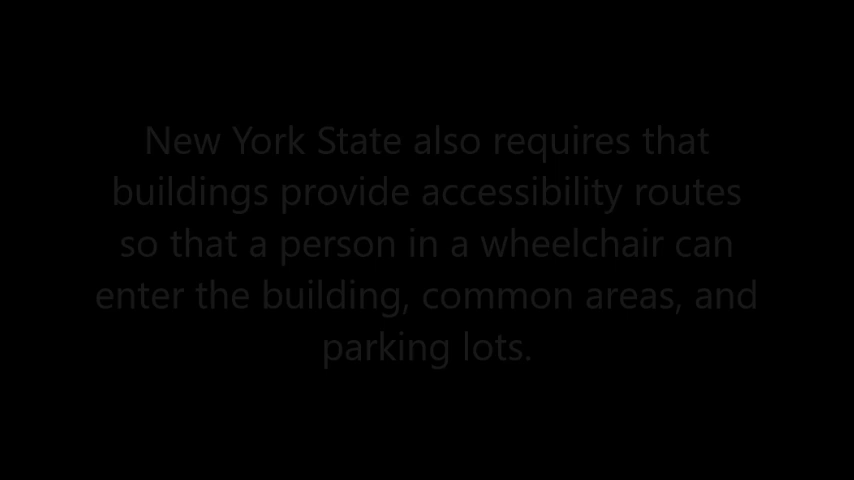 New York State also requires that
buildings provide accessibility routes
so that a person in a wheelchair can
enter the building, common areas, and
parking lots.